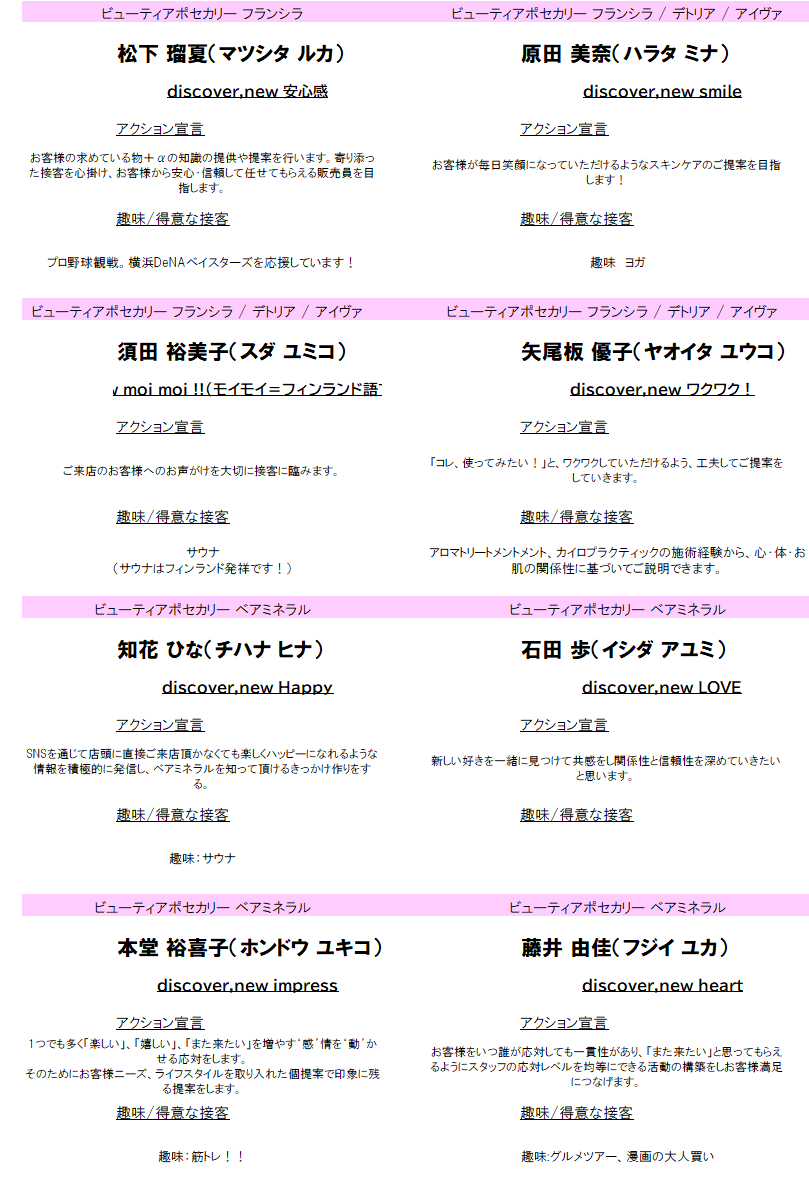 ビューティアポセカリー フランシラ
松下 瑠夏(マツシタ ルカ)
discover,new 安心感
アクション宣言
お客様の求めている物＋αの知識の提供や提案を行います。寄り添っ
た接客を心掛け、お客様から安心・信頼して任せてもらえる販売員を目
指します。
趣味/得意な接客
プロ野球観戦。横浜DeNAベイスターズを応援しています！
ビューティアポセカリー フランシラ / デトリア / アイヴァ
原田 美奈(ハラタ ミナ)
discover,new smile
アクション宣言
お客様が毎日笑顔になっていただけるようなスキンケアのご提案を目指
します！
趣味/得意な接客
趣味　ヨガ
ビューティアポセカリー フランシラ / デトリア / アイヴァ
須田 裕美子(スダ ユミコ)
moi moi !!(モイモイ＝フィンランド語
アクション宣言
ご来店のお客様へのお声がけを大切に接客に臨みます。
趣味/得意な接客
サウナ
（サウナはフィンランド発祥です！）
ビューティアポセカリー フランシラ / デトリア / アイヴァ
矢尾板 優子(ヤオイタ ユウコ)
discover,new ワクワク！
アクション宣言
「コレ、使ってみたい！」と、ワクワクしていただけるよう、工夫してご提案を
していきます。
趣味/得意な接客
アロマトリートメントメント、カイロプラクティックの施術経験から、心・体・お
肌の関係性に基づいてご説明できます。
ビューティアポセカリー ベアミネラル
知花 ひな(チハナ ヒナ)
discover,new Happy
アクション宣言
SNSを通じて店頭に直接ご来店頂かなくても楽しくハッピーになれるような
情報を積極的に発信し、ベアミネラルを知って頂けるきっかけ作りをす
る。
趣味/得意な接客
趣味：サウナ
ビューティアポセカリー ベアミネラル
石田 歩(イシダ アユミ)
discover,new LOVE
アクション宣言
新しい好きを一緒に見つけて共感をし関係性と信頼性を深めていきたい
と思います。
趣味/得意な接客
ビューティアポセカリー ベアミネラル
本堂 裕喜子(ホンドウ ユキコ)
discover,new impress
アクション宣言
1つでも多く「楽しい」、「嬉しい」、「また来たい」を増やす‘感’情を‘動’か
せる応対をします。
そのためにお客様ニーズ、ライフスタイルを取り入れた個提案で印象に残
る提案をします。
趣味/得意な接客
趣味：筋トレ！！
ビューティアポセカリー ベアミネラル
藤井 由佳(フジイ ユカ)
discover,new heart
アクション宣言
お客様をいつ誰が応対しても一貫性があり、「また来たい」と思ってもらえ
るようにスタッフの応対レベルを均等にできる活動の構築をしお客様満足
につなげます。
趣味/得意な接客
趣味:グルメツアー、漫画の大人買い